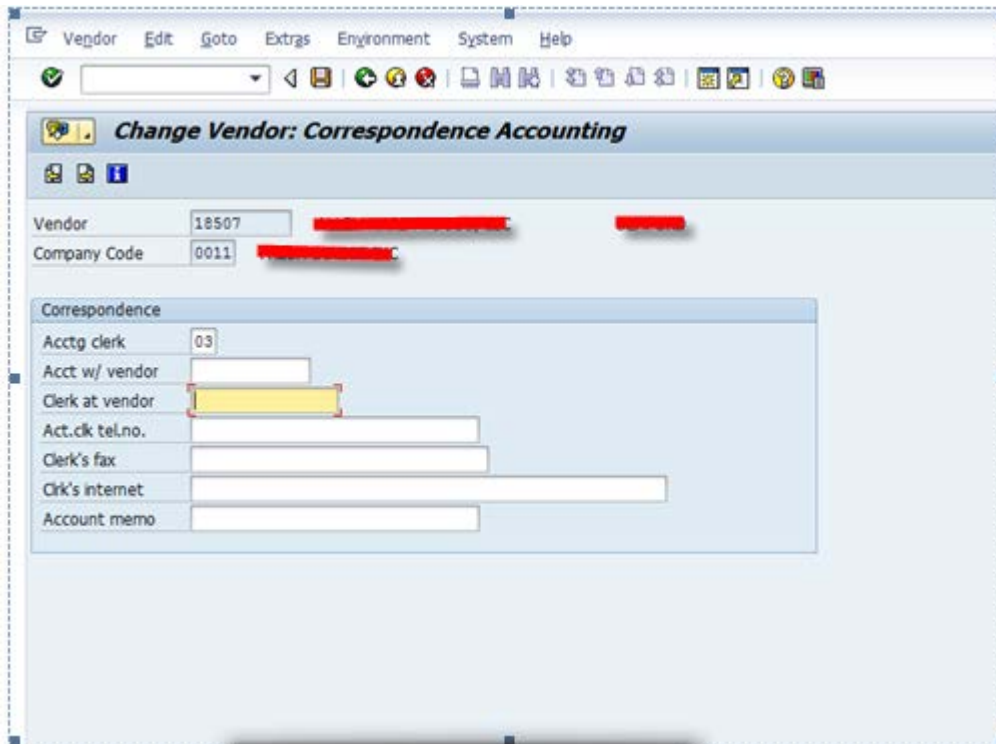 Vendor Edit Goto Extras Environment System Help
Change Vendor: Correspondence Accounting
Vendor 18507
Company Code 0011
Correspondence
Acctg clerk 03
Acct w/ vendor
Clerk at vendor
Act.clk tel.no.
Clerk's fax
Clrk's internet
Account memo